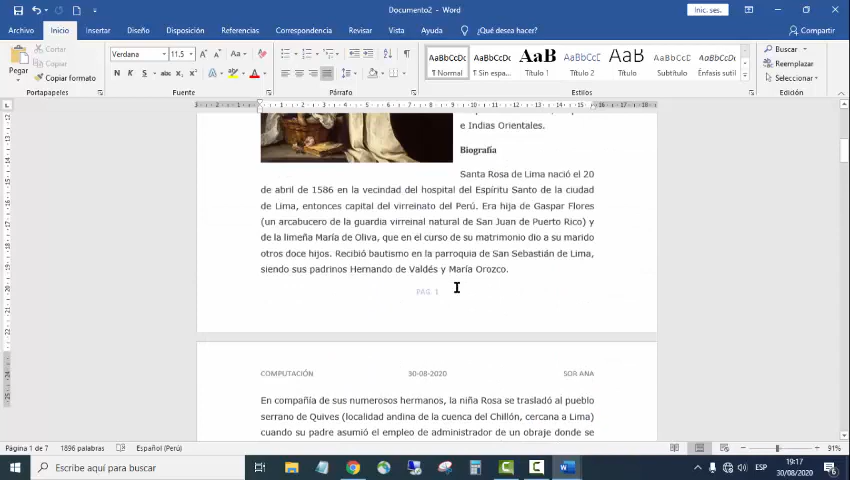 Documento2 - Word
Inic. ses.
Archivo Inicio Insertar Diseño Disposición Referencias Correspondencia Revisar Vista Ayuda ¿Qué desea hacer? Compartir
Pegar
Cortar
Copiar
Copiar formato
Portapapeles
Verdana 11.5
Aa
N K S abc x₂ x²
Fuente
Párrafo
AaBbCcDc AaBbCcDc AaB AaBbCcD AaB AaBbCcD AaBbCcDc
¶ Normal ¶ Sin espa... Título 1 Título 2 Título Subtítulo Énfasis sutil
Estilos
Buscar
Reemplazar
Seleccionar
Edición
e Indias Orientales.
Biografía
Santa Rosa de Lima nació el 20
de abril de 1586 en la vecindad del hospital del Espíritu Santo de la ciudad
de Lima, entonces capital del virreinato del Perú. Era hija de Gaspar Flores
(un arcabucero de la guardia virreinal natural de San Juan de Puerto Rico) y
de la limeña María de Oliva, que en el curso de su matrimonio dio a su marido
otros doce hijos. Recibió bautismo en la parroquia de San Sebastián de Lima,
siendo sus padrinos Hernando de Valdés y María Orozco.
PAG 1
COMPUTACIÓN 30-08-2020 SOR ANA
En compañía de sus numerosos hermanos, la niña Rosa se trasladó al pueblo
serrano de Quives (localidad andina de la cuenca del Chillón, cercana a Lima)
cuando su padre asumió el empleo de administrador de un obraje donde se
Página 1 de 7 1896 palabras Español (Perú) 91%
Escribe aquí para buscar
ESP
19:17
30/08/2020